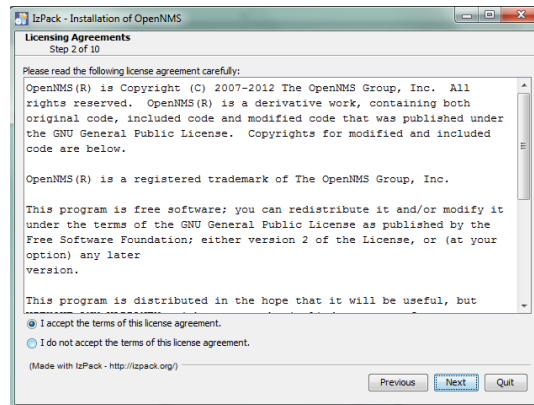 IzPack - Installation of OpenNMS
Licensing Agreements
Step 2 of 10
Please read the following license agreement carefully:
OpenNMS(R) is Copyright (C) 2007-2012 The OpenNMS Group, Inc. All
rights reserved. OpenNMS(R) is a derivative work, containing both
original code, included code and modified code that was published under
the GNU General Public License. Copyrights for modified and included
code are below.
OpenNMS(R) is a registered trademark of The OpenNMS Group, Inc.
This program is free software; you can redistribute it and/or modify it
under the terms of the GNU General Public License as published by the
Free Software Foundation; either version 2 of the License, or (at your
option) any later
version.
This program is distributed in the hope that it will be useful, but
I accept the terms of this license agreement.
I do not accept the terms of this license agreement.
(Made with IzPack - http://izpack.org/)
Previous Next Quit